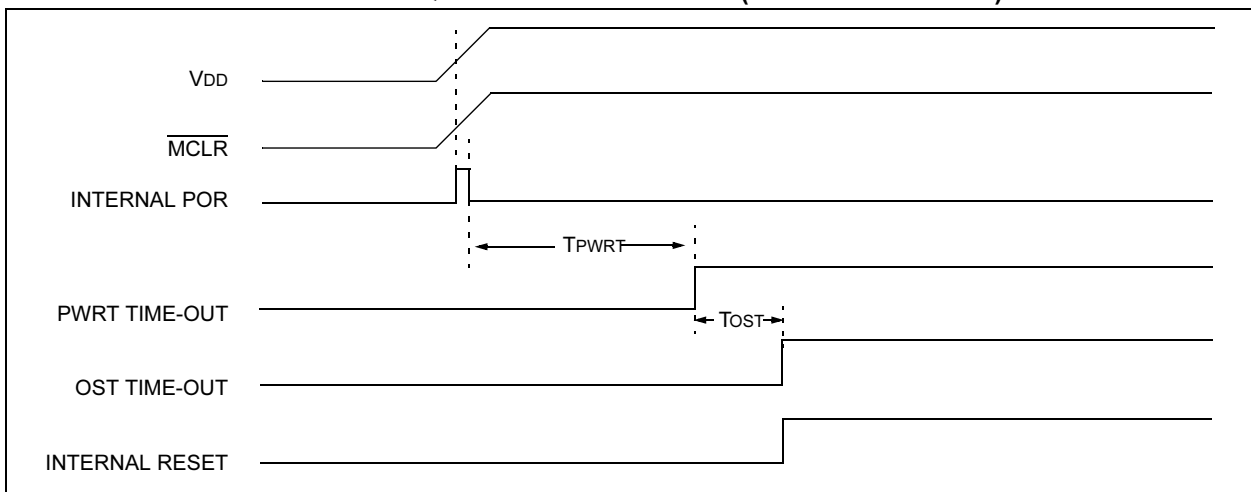 VDD
MCLR
INTERNAL POR
TPWRT
PWRT TIME-OUT
TOST
OST TIME-OUT
INTERNAL RESET